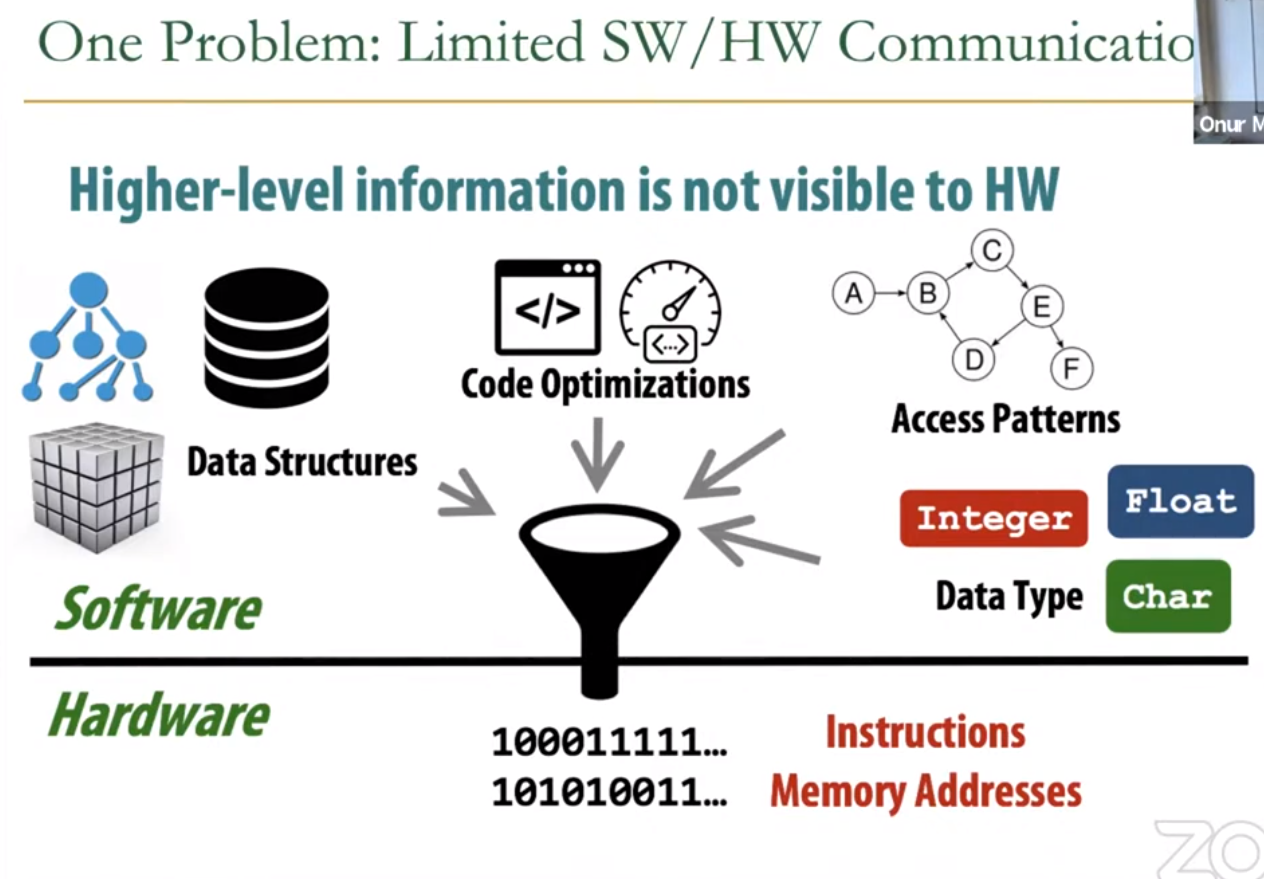 One Problem: Limited SW/HW Communicatio
Onur M
Higher-level information is not visible to HW
C
A
B
E
D
F
</>
<...>
Code Optimizations
Access Patterns
Data Structures
Integer
Float
Data Type
Char
Software
Hardware
100011111...
Instructions
101010011...
Memory Addresses
ZO